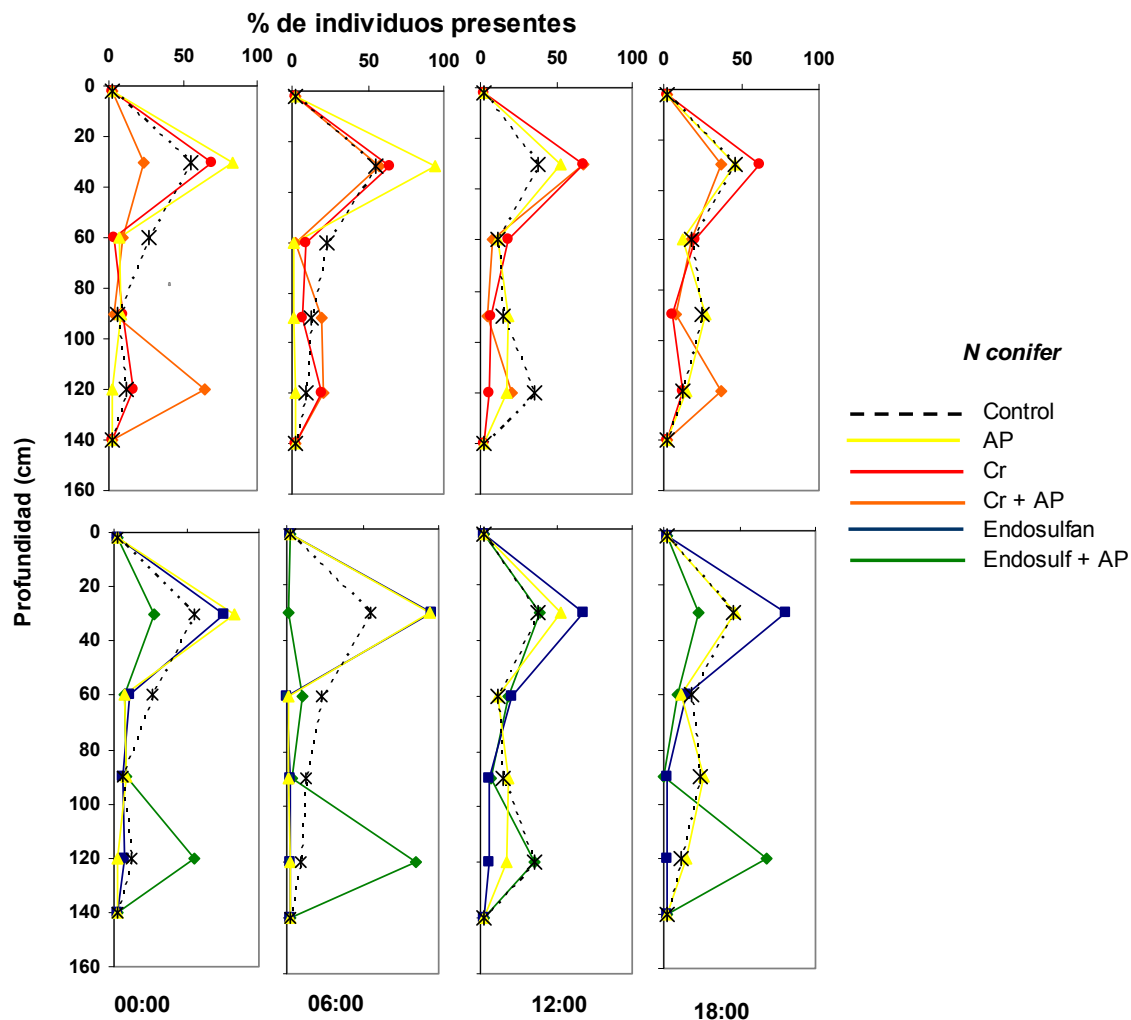 % de individuos presentes
0 50 100 0 50 100 0 50 100 0 50 100
0
20
40
60
80
100
120
140
160
Profundidad (cm)
0
20
40
60
80
100
120
140
160
00:00 06:00 12:00 18:00
N conifer
Control
AP
Cr
Cr + AP
Endosulfan
Endosulf + AP